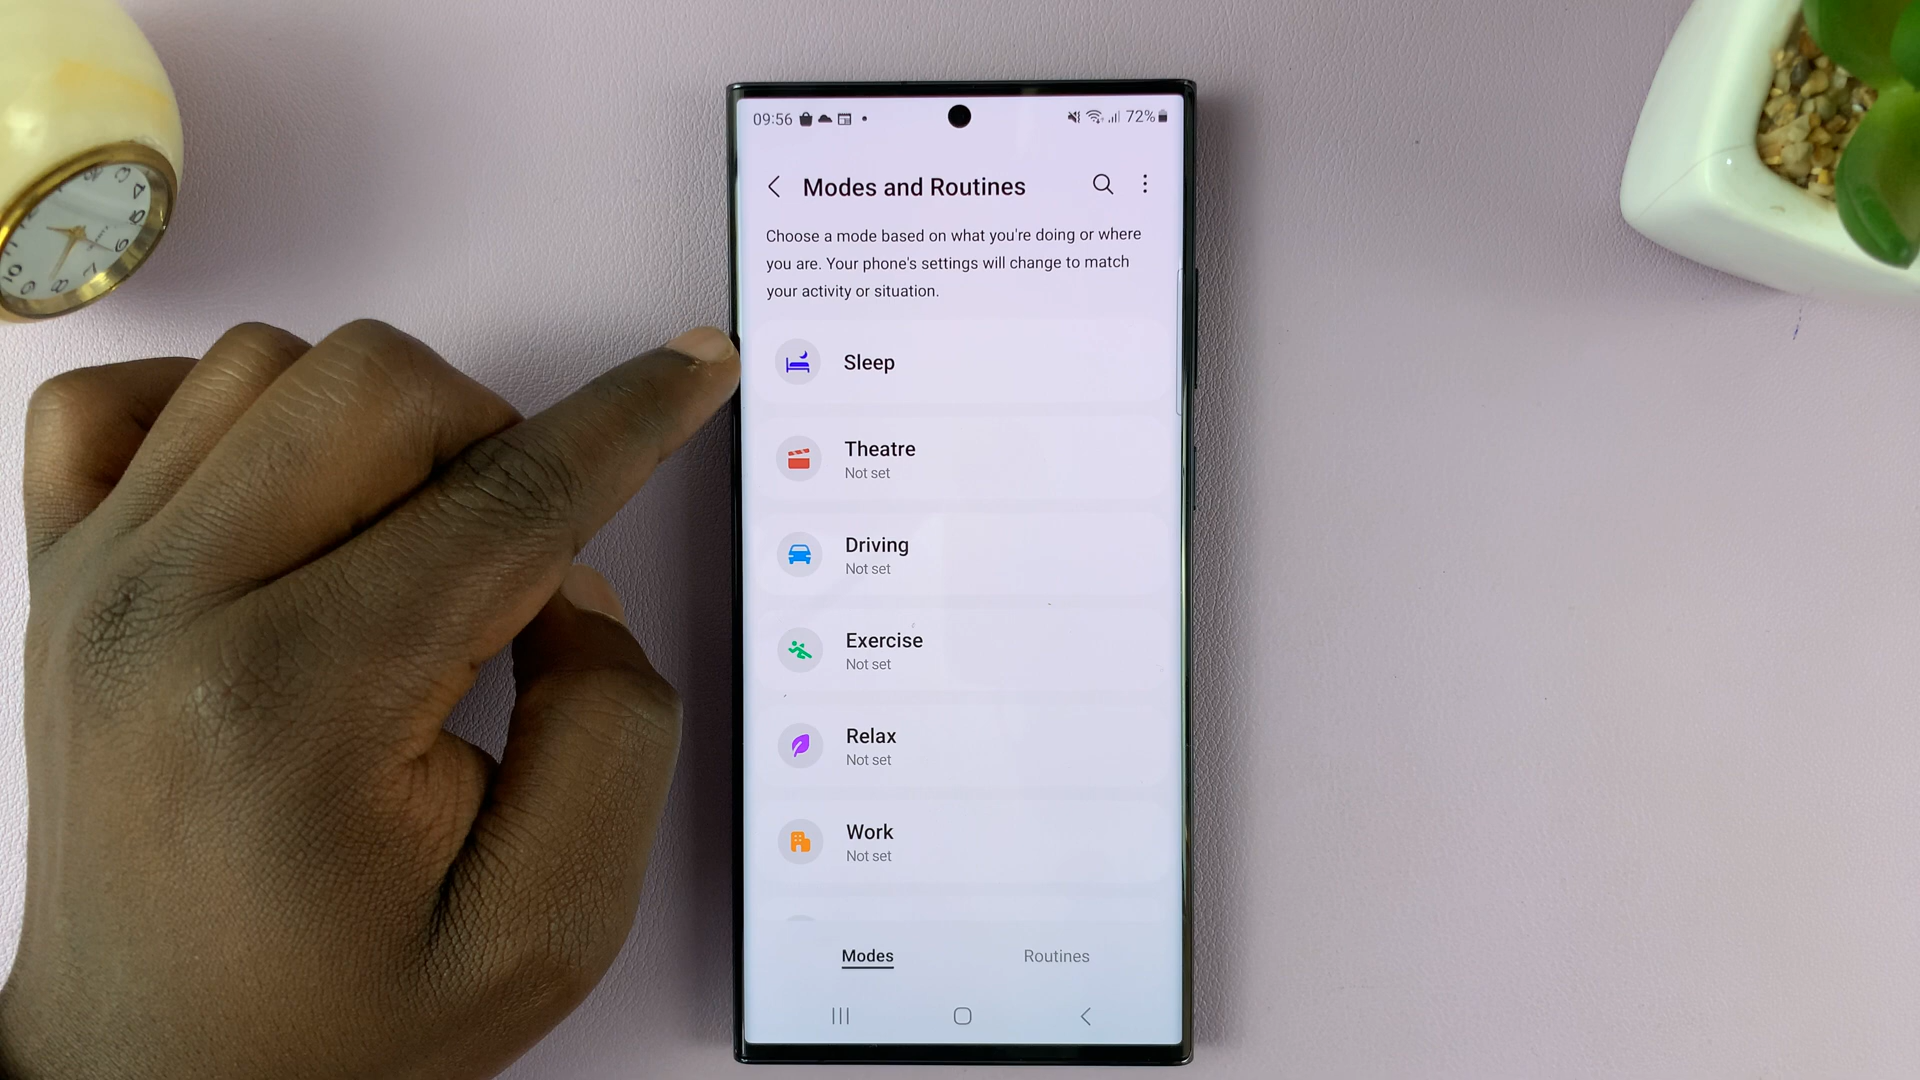 09:56
72%
Modes and Routines
Choose a mode based on what you're doing or where
you are. Your phone's settings will change to match
your activity or situation.
Sleep
Theatre
Not set
Driving
Not set
Exercise
Not set
Relax
Not set
Work
Not set
Modes
Routines